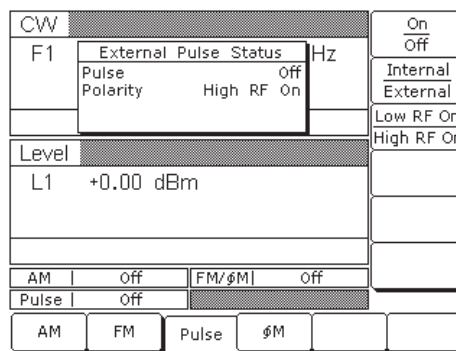 CW
F1 Hz
External Pulse Status
Pulse Off
Polarity High RF On
Level
L1 +0.00 dBm
AM Off FM/ϕM Off
Pulse Off
AM FM Pulse ϕM
On
Off
Internal
External
Low RF On
High RF On